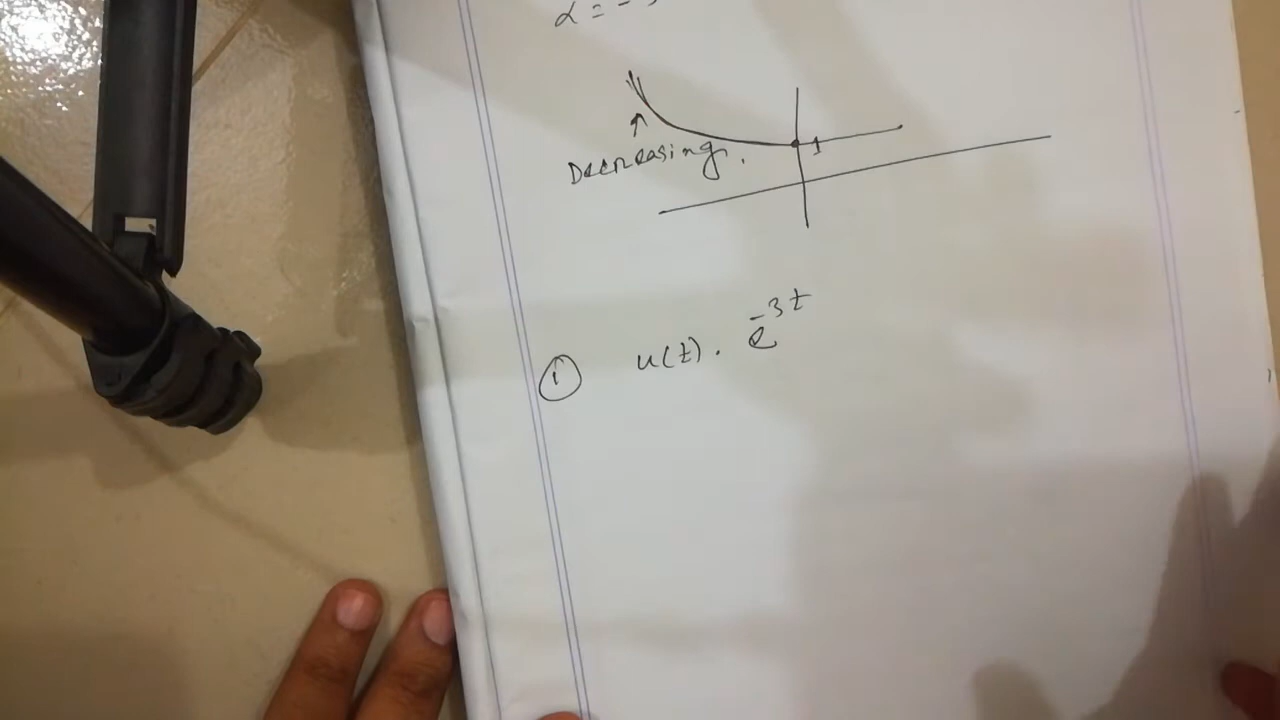 α = -
Decreasing.
1
① u(t) . e^-3t